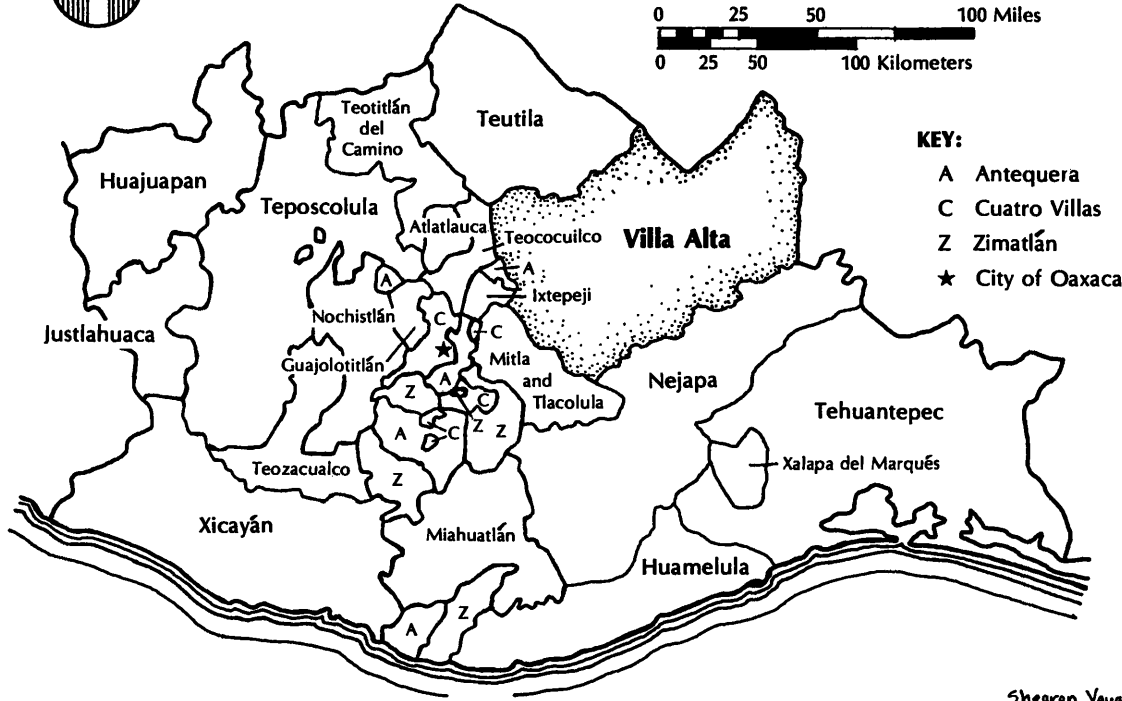 0 25 50 100 Miles
0 25 50 100 Kilometers
KEY:
A Antequera
C Cuatro Villas
Z Zimatlán
★ City of Oaxaca
Teotitlán
del
Camino
Teutila
Huajuapan
Teposcolula
Atlatlauca
Teococuilco
Villa Alta
A
Ixtepeji
A
Nochistlán
C
C
Justlahuaca
Guajolotitlán
Mitla
and
Tlacolula
Nejapa
A
Z
C
Tehuantepec
A
C
Z
Z
Teozacualco
Z
Xalapa del Marqués
Xicayán
Miahuatlán
Huamelula
A
Z
Shearon